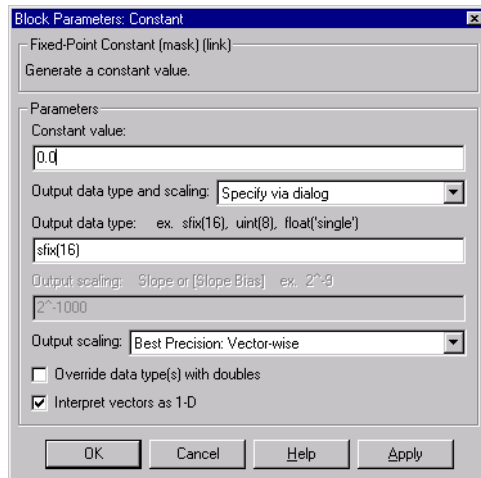 Block Parameters: Constant
Fixed-Point Constant (mask) (link)
Generate a constant value.
Parameters
Constant value:
0.0
Output data type and scaling: Specify via dialog
Output data type: ex. sfix(16), uint(8), float('single')
sfix(16)
Output scaling: Slope or [Slope Bias] ex. 2^-9
2^-1000
Output scaling: Best Precision: Vector-wise
Override data type(s) with doubles
Interpret vectors as 1-D
OK Cancel Help Apply